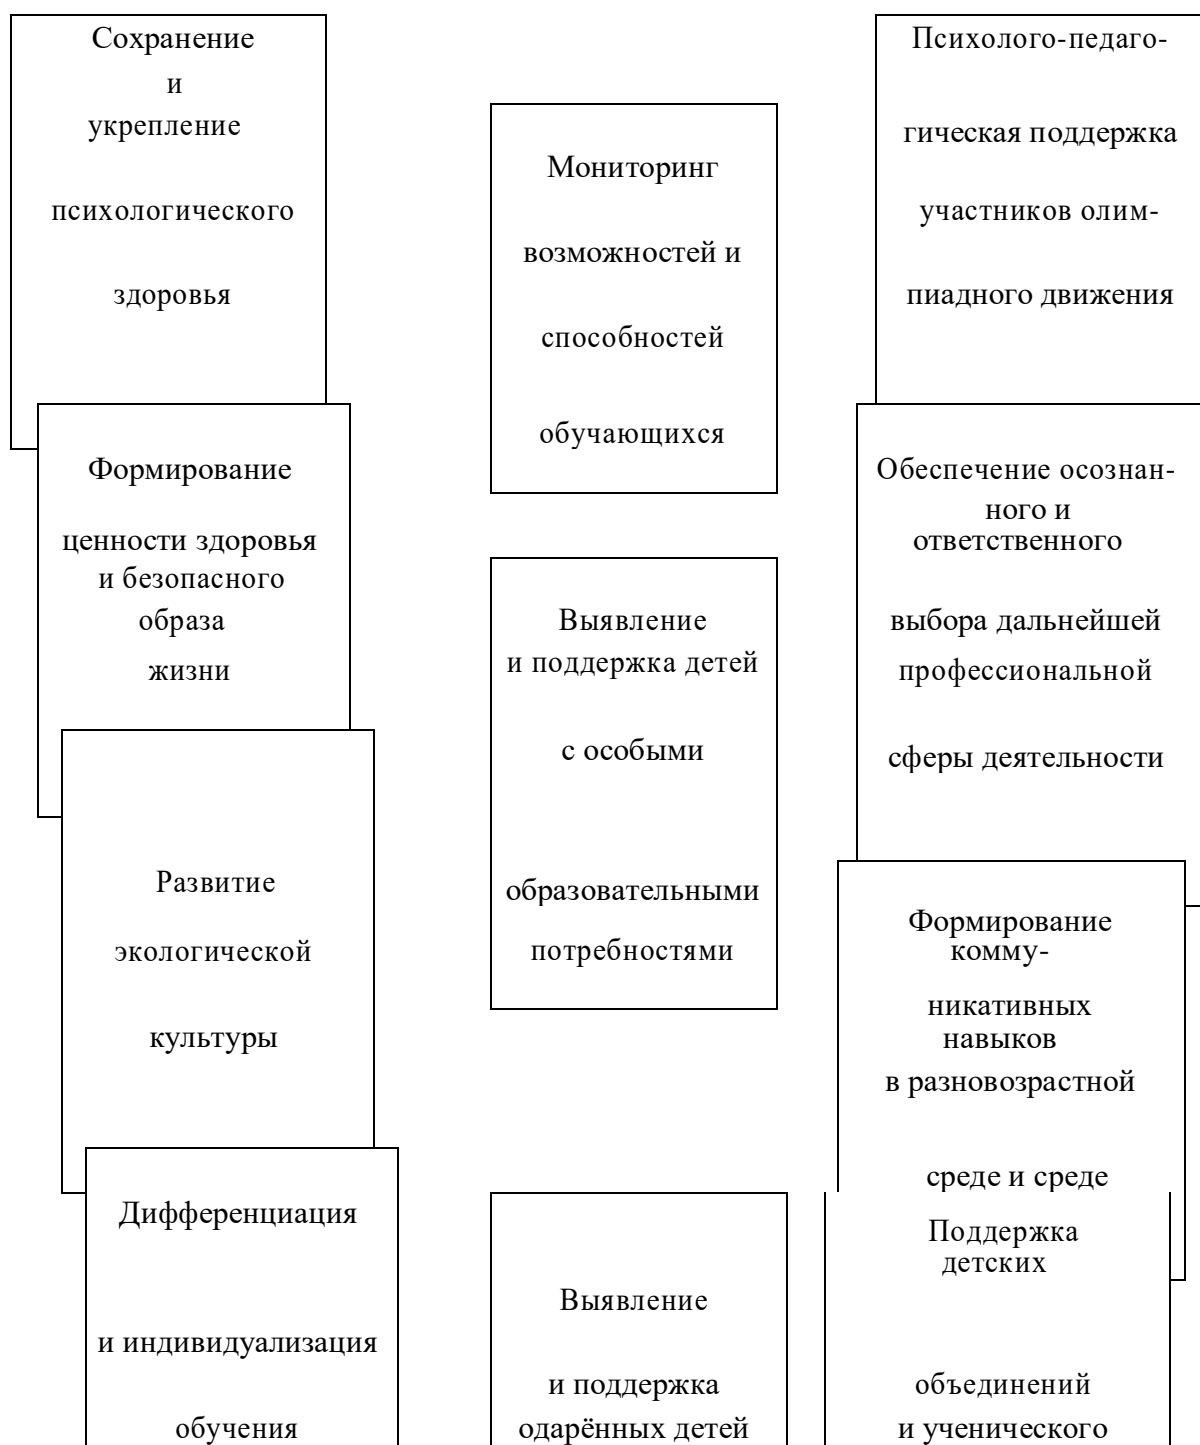 Сохранение
и
укрепление
психологического
здоровья
Формирование
ценности здоровья
и безопасного
образа
жизни
Развитие
экологической
культуры
Дифференциация
и индивидуализация
обучения
Мониторинг
возможностей и
способностей
обучающихся
Выявление
и поддержка детей
с особыми
образовательными
потребностями
Выявление
и поддержка
одарённых детей
Психолого-педаго-
гическая поддержка
участников олим-
пиадного движения
Обеспечение осознан-
ного и
ответственного
выбора дальнейшей
профессиональной
сферы деятельности
Формирование
комму-
никативных
навыков
в разновозрастной
среде и среде
Поддержка
детских
объединений
и ученического